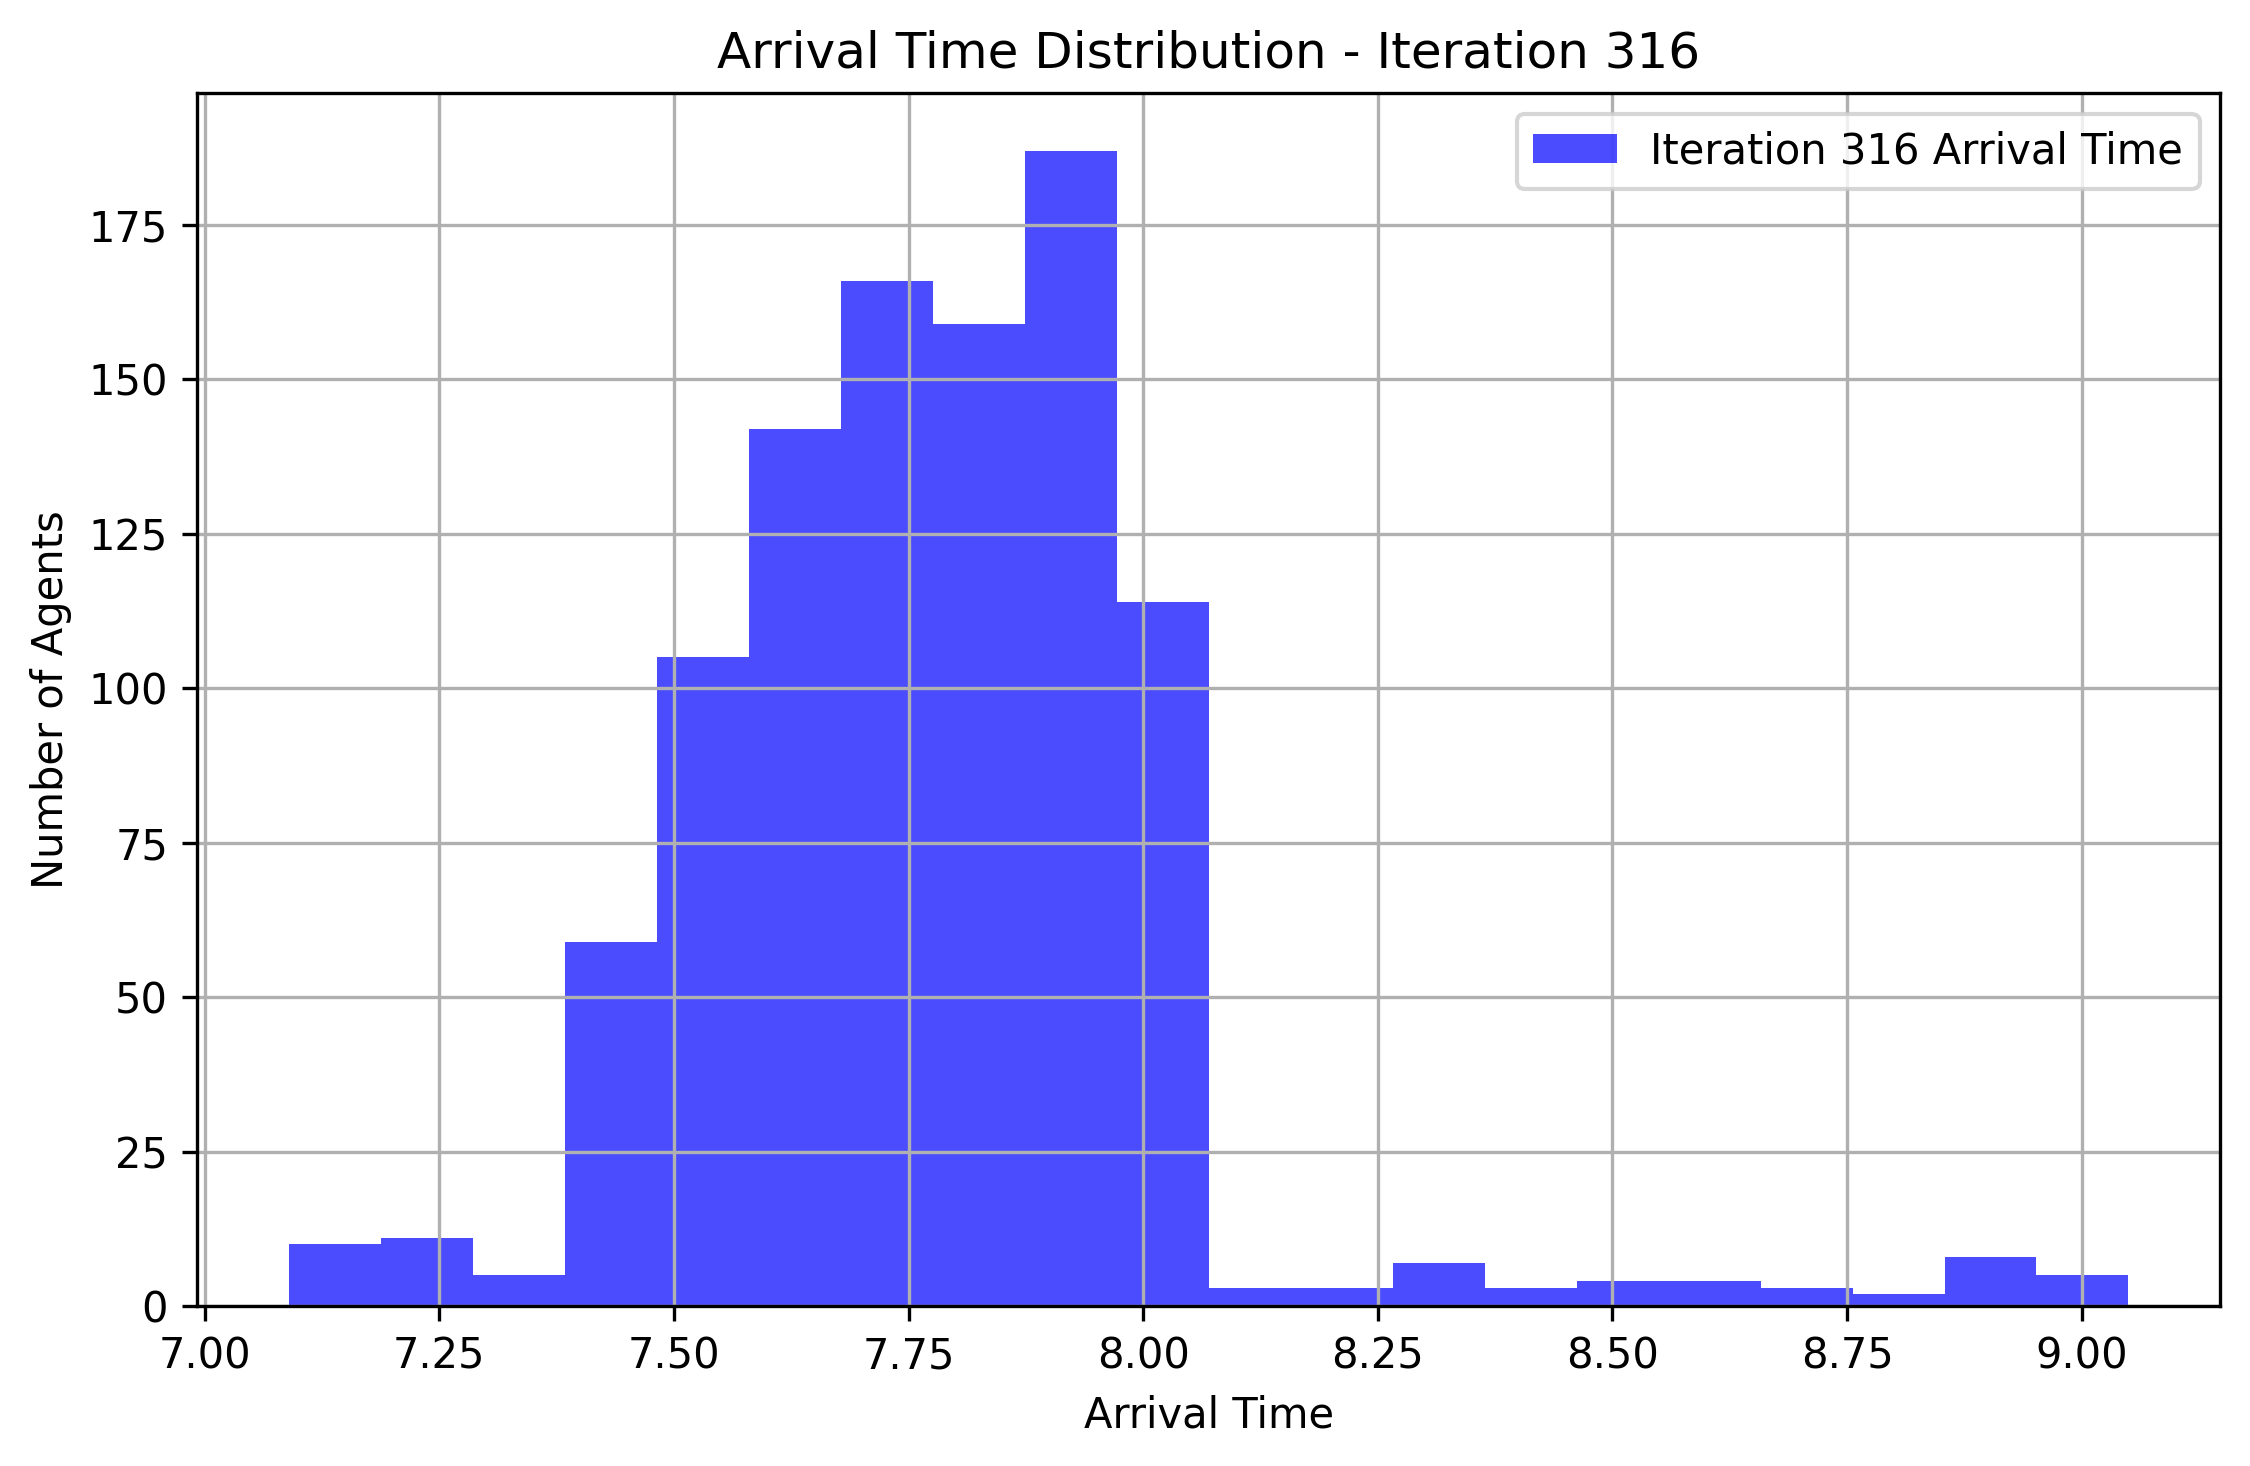 Arrival Time Distribution - Iteration 316
Iteration 316 Arrival Time
Number of Agents
175
150
125
100
75
50
25
0
7.00 7.25 7.50 7.75 8.00 8.25 8.50 8.75 9.00
Arrival Time